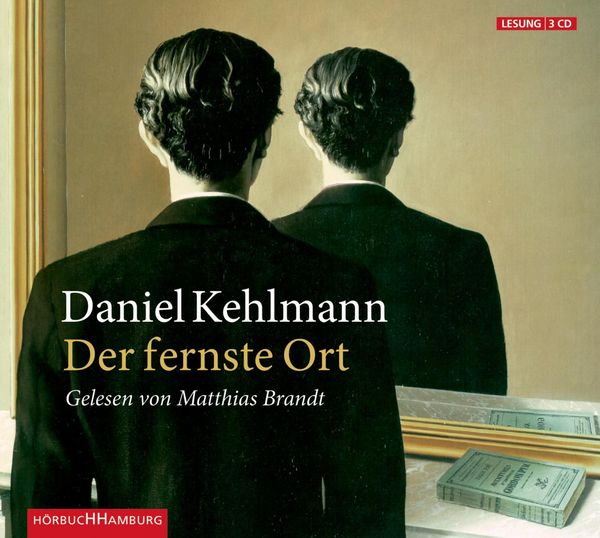 LESUNG | 3 CD
Daniel Kehlmann
Der fernste Ort
Gelesen von Matthias Brandt
HÖRBUCHHAMBURG